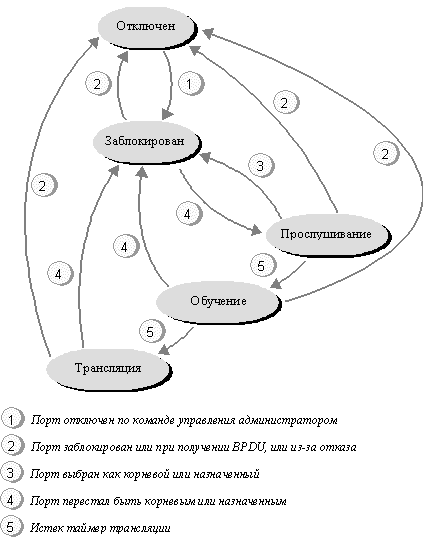 Отключен
2
1
2
Заблокирован
3
2
2
4
4
Прослушивание
4
5
Обучение
5
Трансляция
1 Порт отключен по команде управления администратором
2 Порт заблокирован или при получении BPDU, или из-за отказа
3 Порт выбран как корневой или назначенный
4 Порт перестал быть корневым или назначенным
5 Истек таймер трансляции